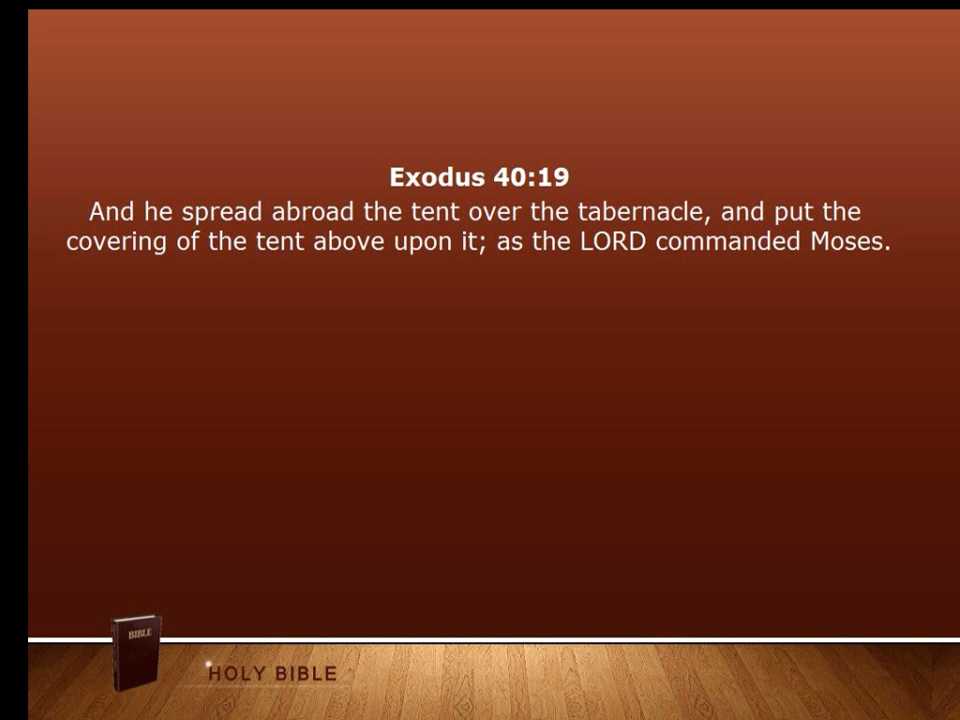 Exodus 40:19
And he spread abroad the tent over the tabernacle, and put the
covering of the tent above upon it; as the LORD commanded Moses.
BIBLE
HOLY BIBLE